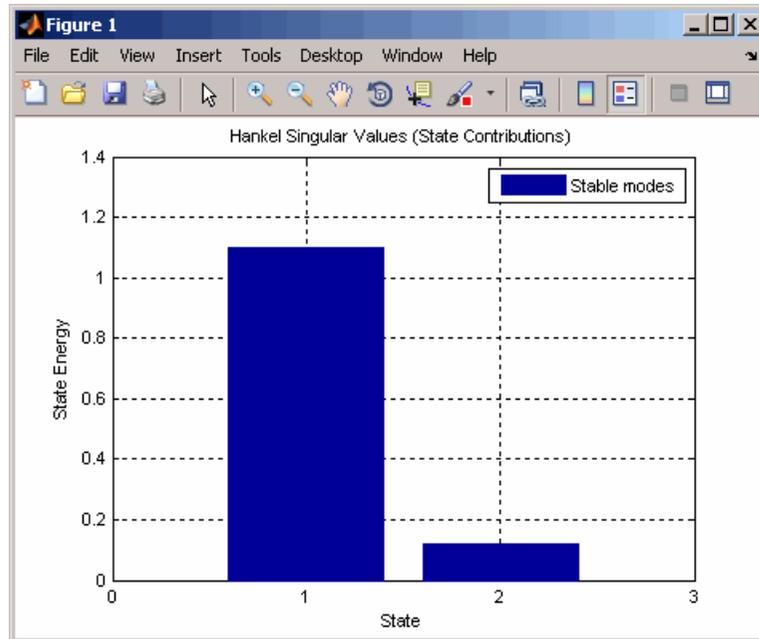 Figure 1
File Edit View Insert Tools Desktop Window Help
Hankel Singular Values (State Contributions)
Stable modes
1.4
1.2
1
0.8
0.6
0.4
0.2
0
State Energy
0 1 2 3
State